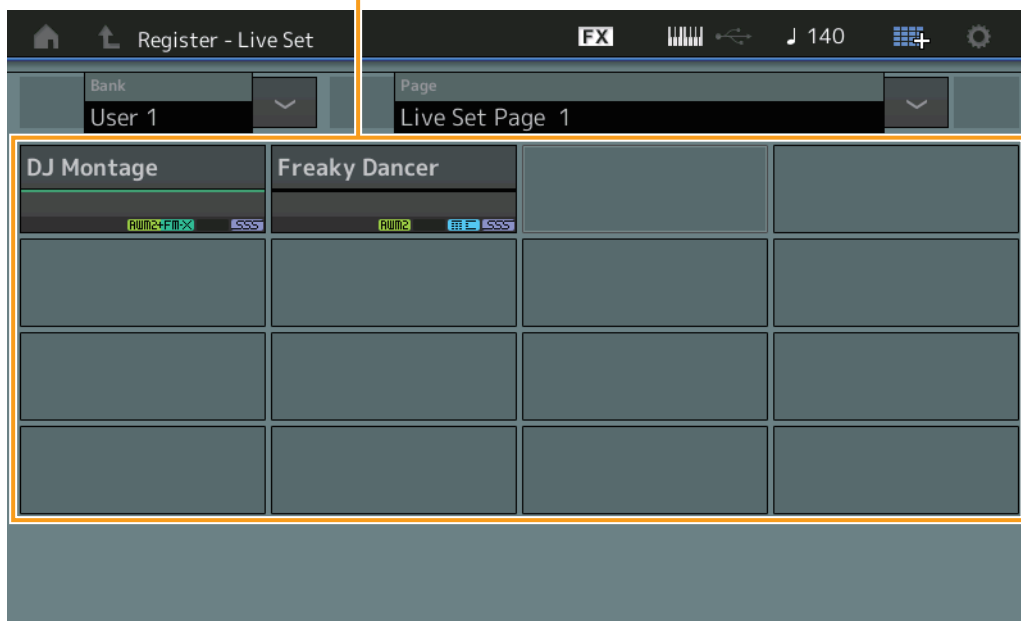 Register - Live Set
FX
♩ 140
Bank
User 1
Page
Live Set Page 1
DJ Montage
Freaky Dancer
AWM2+FM-X
SSS
AWM2
SSS